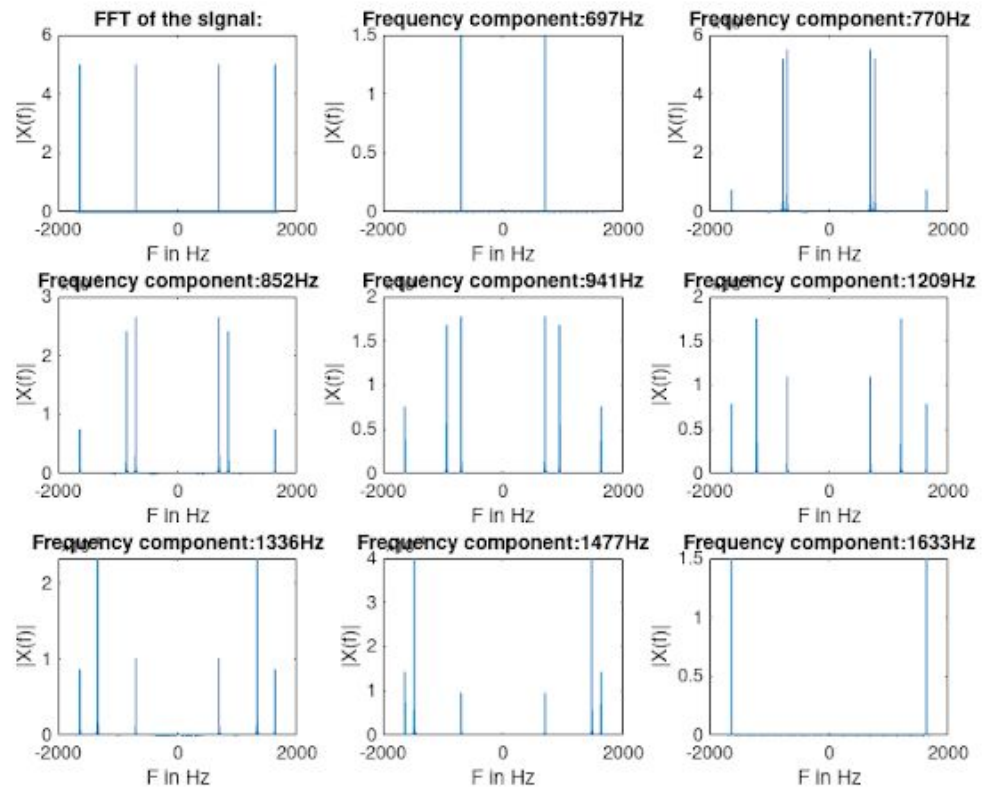 FFT of the signal:
Frequency component:697Hz
Frequency component:770Hz
6
4
2
0
|X(f)|
-2000 0 2000
F in Hz
1.5
1
0.5
0
|X(f)|
-2000 0 2000
F in Hz
6
4
2
0
|X(f)|
-2000 0 2000
F in Hz
Frequency component:852Hz
Frequency component:941Hz
Frequency component:1209Hz
3
2
1
0
|X(f)|
-2000 0 2000
F in Hz
2
1.5
1
0.5
0
|X(f)|
-2000 0 2000
F in Hz
2
1.5
1
0.5
0
|X(f)|
-2000 0 2000
F in Hz
Frequency component:1336Hz
Frequency component:1477Hz
Frequency component:1633Hz
2
1
0
|X(f)|
-2000 0 2000
F in Hz
4
3
2
1
0
|X(f)|
-2000 0 2000
F in Hz
1.5
1
0.5
0
|X(f)|
-2000 0 2000
F in Hz